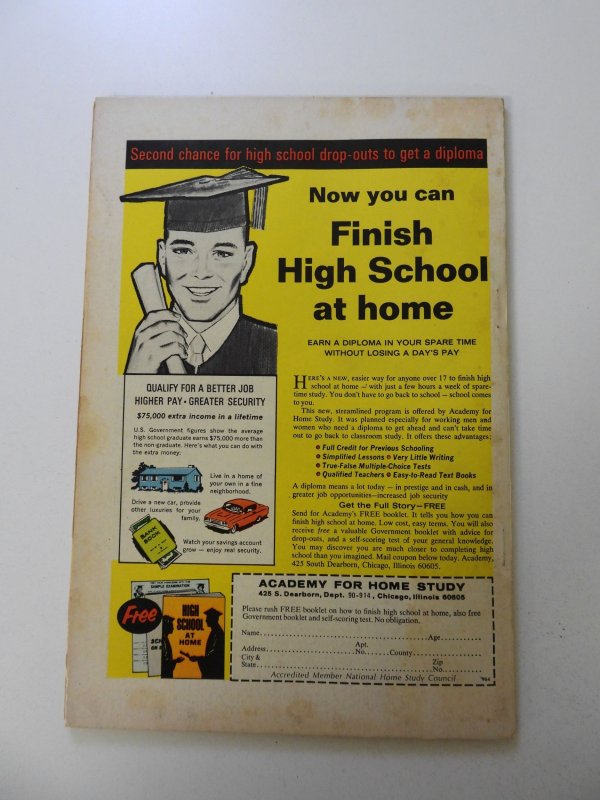 Second chance for high school drop-outs to get a diploma
Now you can
Finish
High School
at home
EARN A DIPLOMA IN YOUR SPARE TIME
WITHOUT LOSING A DAY'S PAY
QUALIFY FOR A BETTER JOB
HIGHER PAY • GREATER SECURITY
$75,000 extra income in a lifetime
U.S. Government figures show the average
high school graduate earns $75,000 more than
the non-graduate. Here's what you can do with
the extra money:
Live in a home of
your own in a fine
neighborhood.
Drive a new car, provide
other luxuries for your
family.
BANK
BOOK
Watch your savings account
grow — enjoy real security.
HERE'S A NEW, easier way for anyone over 17 to finish high
school at home — with just a few hours a week of spare-
time study. You don't have to go back to school — school comes
to you.
This new, streamlined program is offered by Academy for
Home Study. It was planned especially for working men and
women who need a diploma to get ahead and can't take time
out to go back to classroom study. It offers these advantages:
• Full Credit for Previous Schooling
• Simplified Lessons • Very Little Writing
• True-False Multiple-Choice Tests
• Qualified Teachers • Easy-to-Read Text Books
A diploma means a lot today — in prestige and in cash, and in
greater job opportunities—increased job security
Get the Full Story—FREE
Send for Academy's FREE booklet. It tells you how you can
finish high school at home. Low cost, easy terms. You will also
receive free a valuable Government booklet with advice for
drop-outs, and a self-scoring test of your general knowledge.
You may discover you are much closer to completing high
school than you imagined. Mail coupon below today. Academy,
425 South Dearborn, Chicago, Illinois 60605.
Free
SAMPLE EXAMINATION
HIGH
SCHOOL
AT
HOME
ACADEMY FOR HOME STUDY
425 S. Dearborn, Dept. 90-914, Chicago, Illinois 60605
Please rush FREE booklet on how to finish high school at home, also free
Government booklet and self-scoring test. No obligation.
Name Age
Address Apt. No. County
City & State Zip No.
Accredited Member National Home Study Council